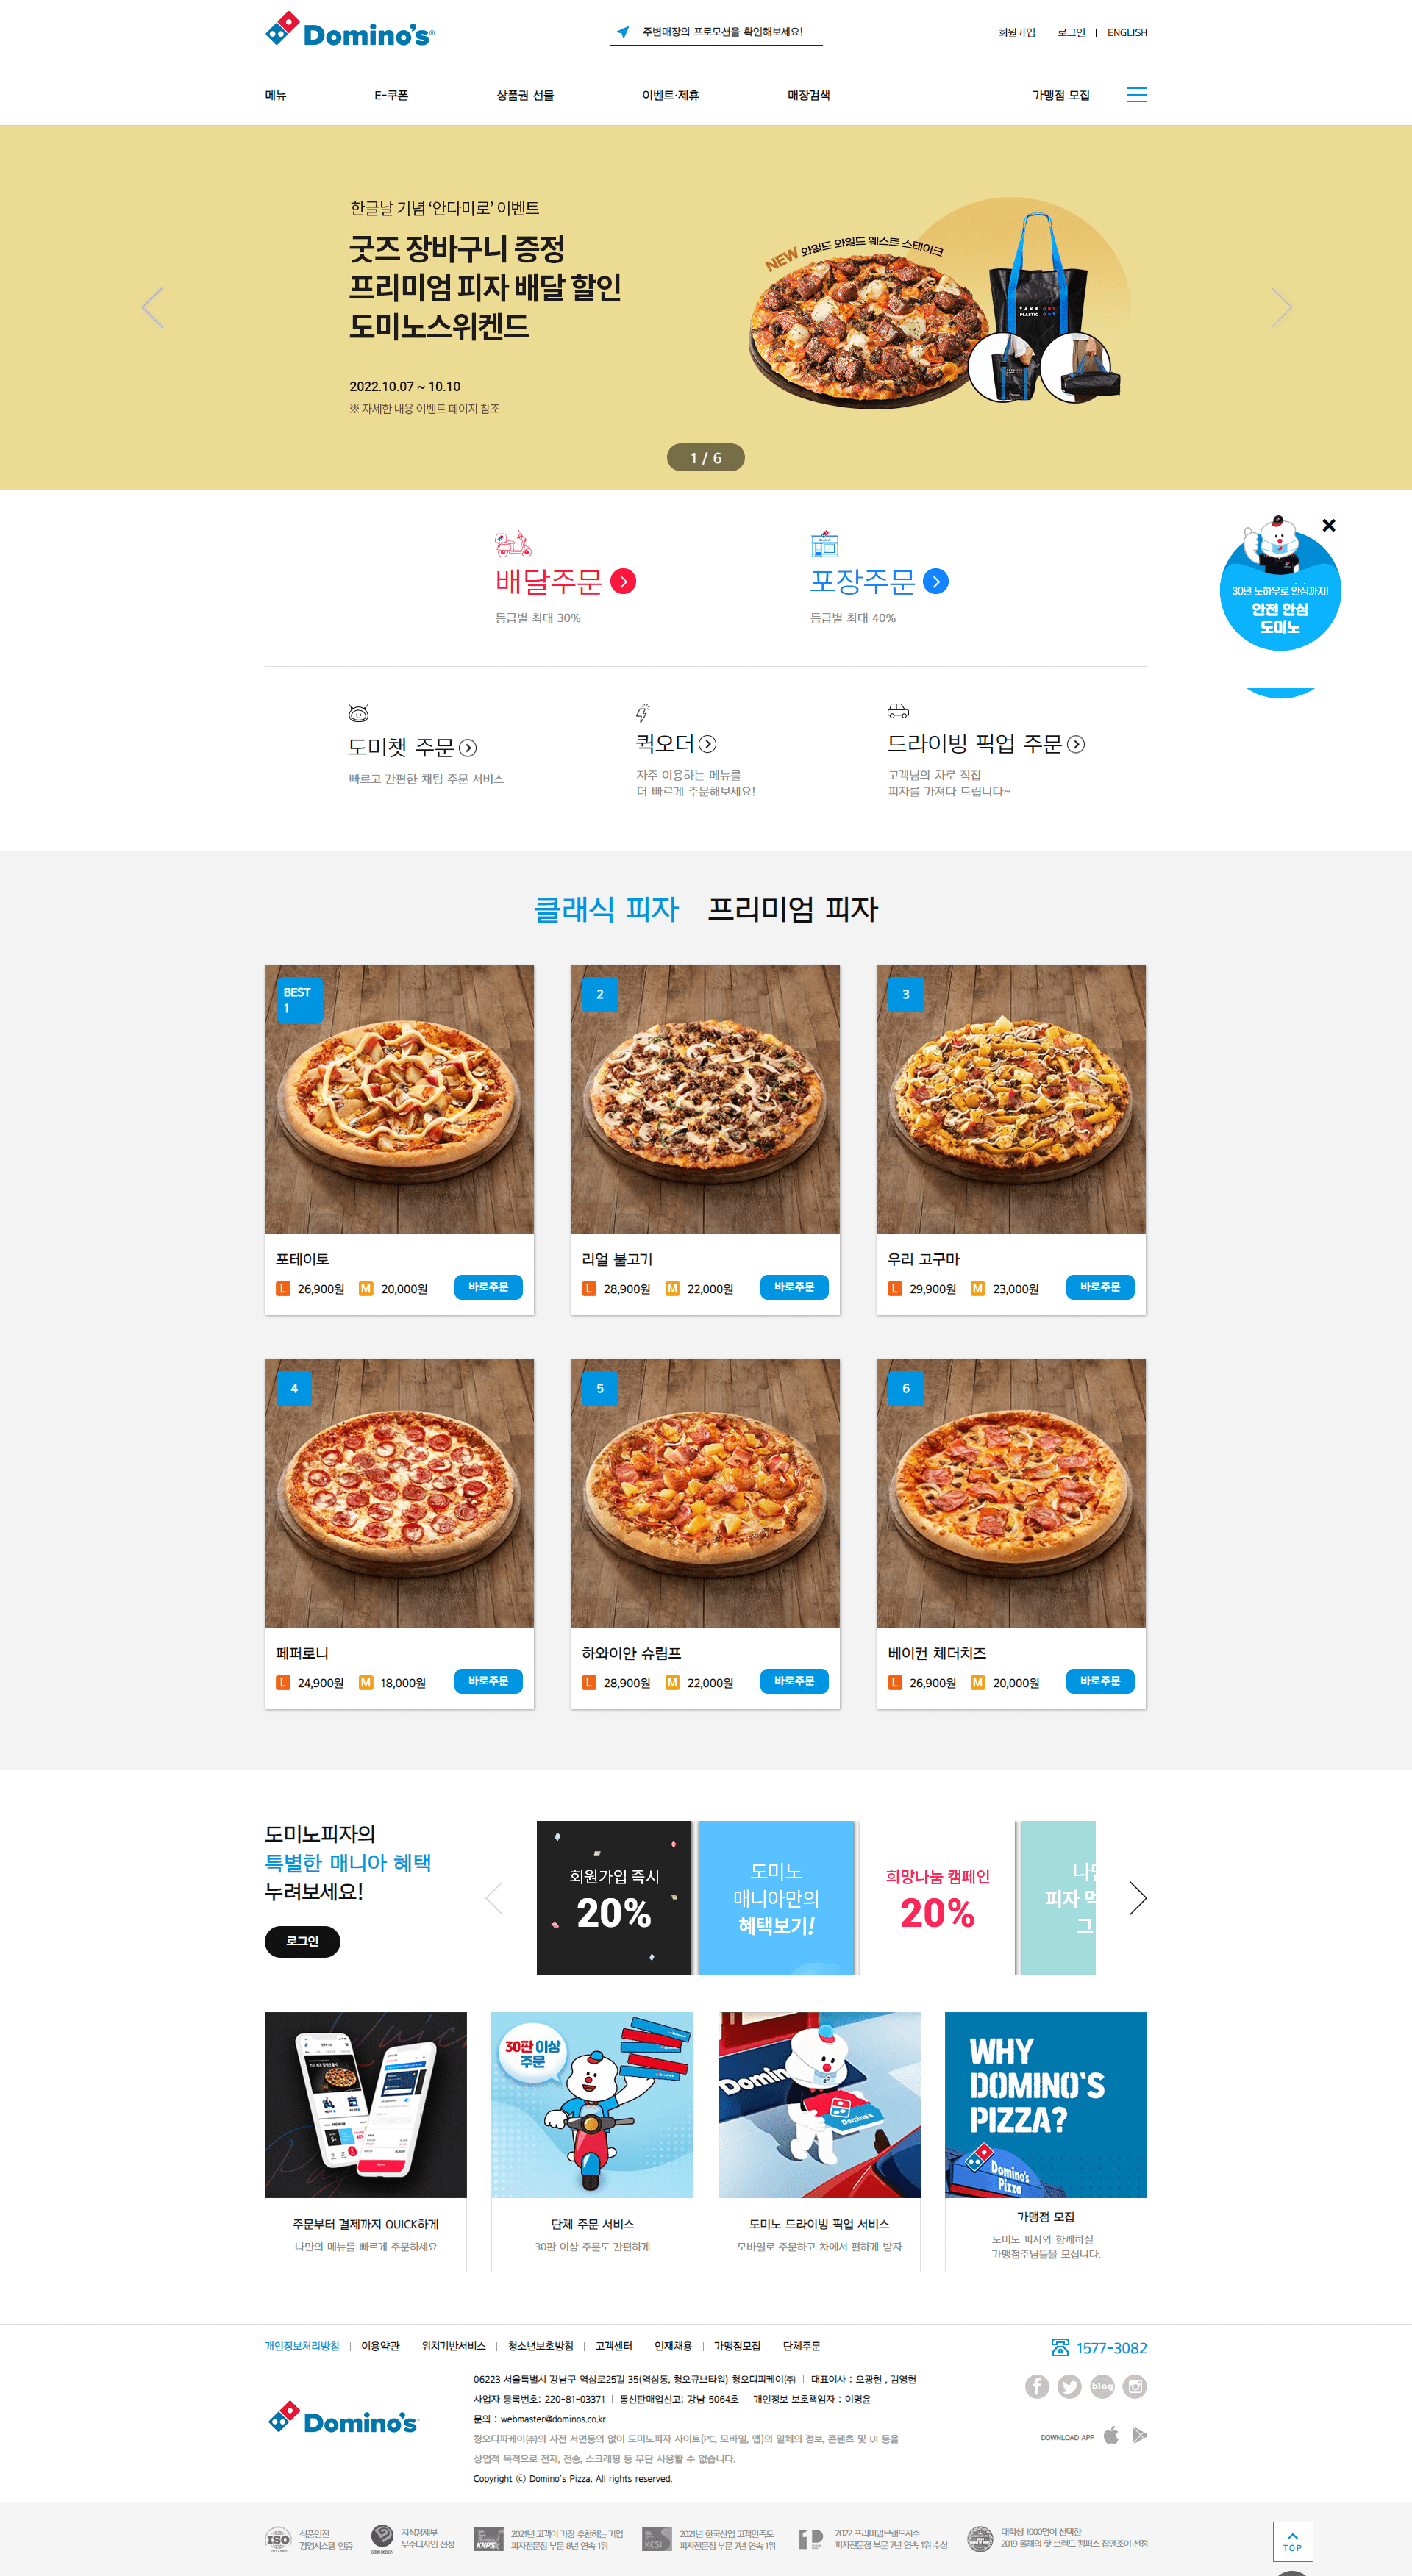 Domino's
주변매장의 프로모션을 확인해보세요!
회원가입 | 로그인 | ENGLISH
메뉴
E-쿠폰
상품권 선물
이벤트·제휴
매장검색
가맹점 모집
한글날 기념 ‘안다미로’ 이벤트
굿즈 장바구니 증정
프리미엄 피자 배달 할인
도미노스위켄드
2022.10.07 ~ 10.10
※ 자세한 내용 이벤트 페이지 참조
NEW 와일드 와일드 웨스트 스테이크
TAKE OUT
PLASTIC OUT
1 / 6
배달주문
등급별 최대 30%
포장주문
등급별 최대 40%
30년 노하우로 안심까지!
안전 안심
도미노
도미챗 주문
빠르고 간편한 채팅 주문 서비스
퀵오더
자주 이용하는 메뉴를
더 빠르게 주문해보세요!
드라이빙 픽업 주문
고객님의 차로 직접
피자를 가져다 드립니다~
클래식 피자 프리미엄 피자
BEST
1
포테이토
L 26,900원 M 20,000원 바로주문
2
리얼 불고기
L 28,900원 M 22,000원 바로주문
3
우리 고구마
L 29,900원 M 23,000원 바로주문
4
페퍼로니
L 24,900원 M 18,000원 바로주문
5
하와이안 슈림프
L 28,900원 M 22,000원 바로주문
6
베이컨 체더치즈
L 26,900원 M 20,000원 바로주문
도미노피자의
특별한 매니아 혜택
누려보세요!
로그인
회원가입 즉시
20%
도미노
매니아만의
혜택보기!
희망나눔 캠페인
20%
피자 먹
그
주문부터 결제까지 QUICK하게
나만의 메뉴를 빠르게 주문하세요
30판 이상
주문
단체 주문 서비스
30판 이상 주문도 간편하게
Domino's
도미노 드라이빙 픽업 서비스
모바일로 주문하고 차에서 편하게 받자
WHY
DOMINO'S
PIZZA?
Domino's
Pizza
가맹점 모집
도미노 피자와 함께하실
가맹점주님들을 모십니다.
개인정보처리방침 | 이용약관 | 위치기반서비스 | 청소년보호방침 | 고객센터 | 인재채용 | 가맹점모집 | 단체주문
1577-3082
Domino's
06223 서울특별시 강남구 역삼로25길 35(역삼동, 청오큐브타워) 청오디피케이㈜ | 대표이사 : 오광현 , 김영헌
사업자 등록번호: 220-81-03371 | 통신판매업신고: 강남 5064호 | 개인정보 보호책임자 : 이명윤
문의 : webmaster@dominos.co.kr
청오디피케이㈜의 사전 서면동의 없이 도미노피자 사이트(PC, 모바일, 앱)의 일체의 정보, 콘텐츠 및 UI 등을
상업적 목적으로 전재, 전송, 스크래핑 등 무단 사용할 수 없습니다.
Copyright ⓒ Domino's Pizza. All rights reserved.
blog
DOWNLOAD APP
ISO
식품안전
경영시스템 인증
GOOD DESIGN
지식경제부
우수디자인 선정
KNPS
2021년 고객이 가장 추천하는 기업
피자전문점 부문 8년 연속 1위
KCSI
2021년 한국산업 고객만족도
피자전문점 부문 7년 연속 1위
2022 프리미엄브랜드지수
피자전문점 부문 7년 연속 1위 수상
대학생 1000명이 선택한
2019 올해의 핫 브랜드 캠퍼스 잡앤조이 선정
TOP